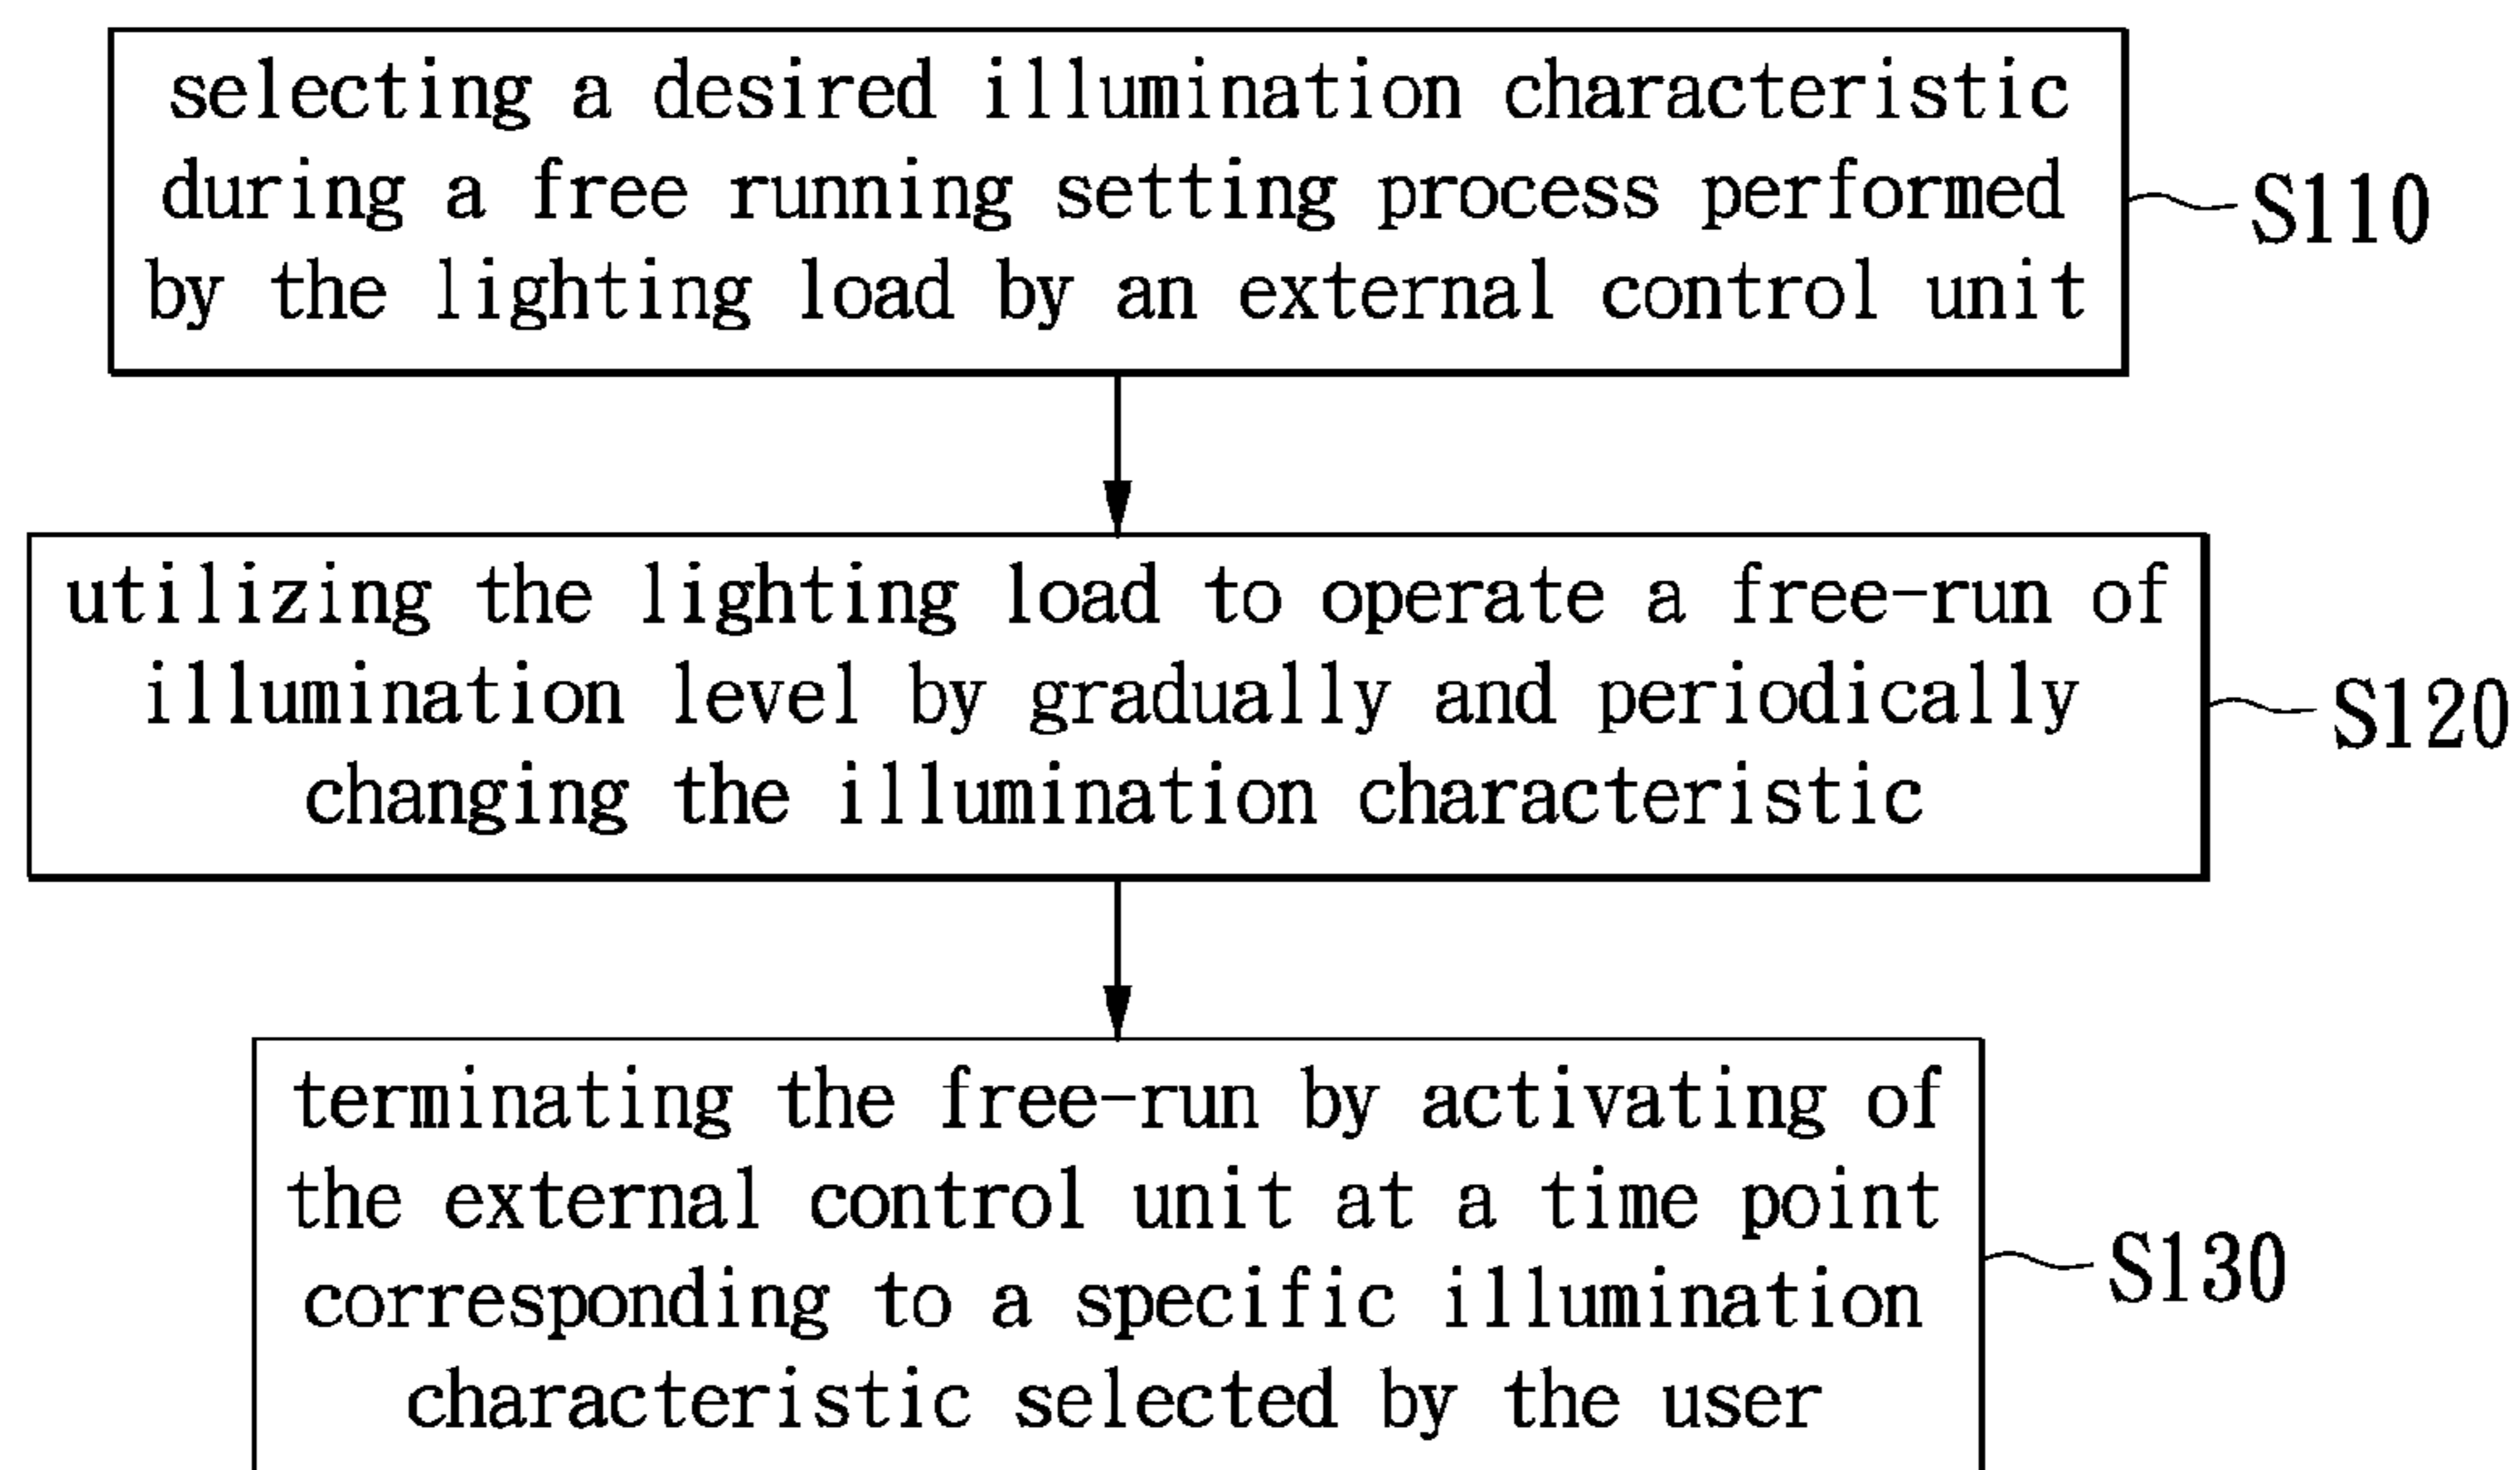 selecting a desired illumination characteristic
during a free running setting process performed
by the lighting load by an external control unit
S110
utilizing the lighting load to operate a free-run of
illumination level by gradually and periodically
changing the illumination characteristic
S120
terminating the free-run by activating of
the external control unit at a time point
corresponding to a specific illumination
characteristic selected by the user
S130